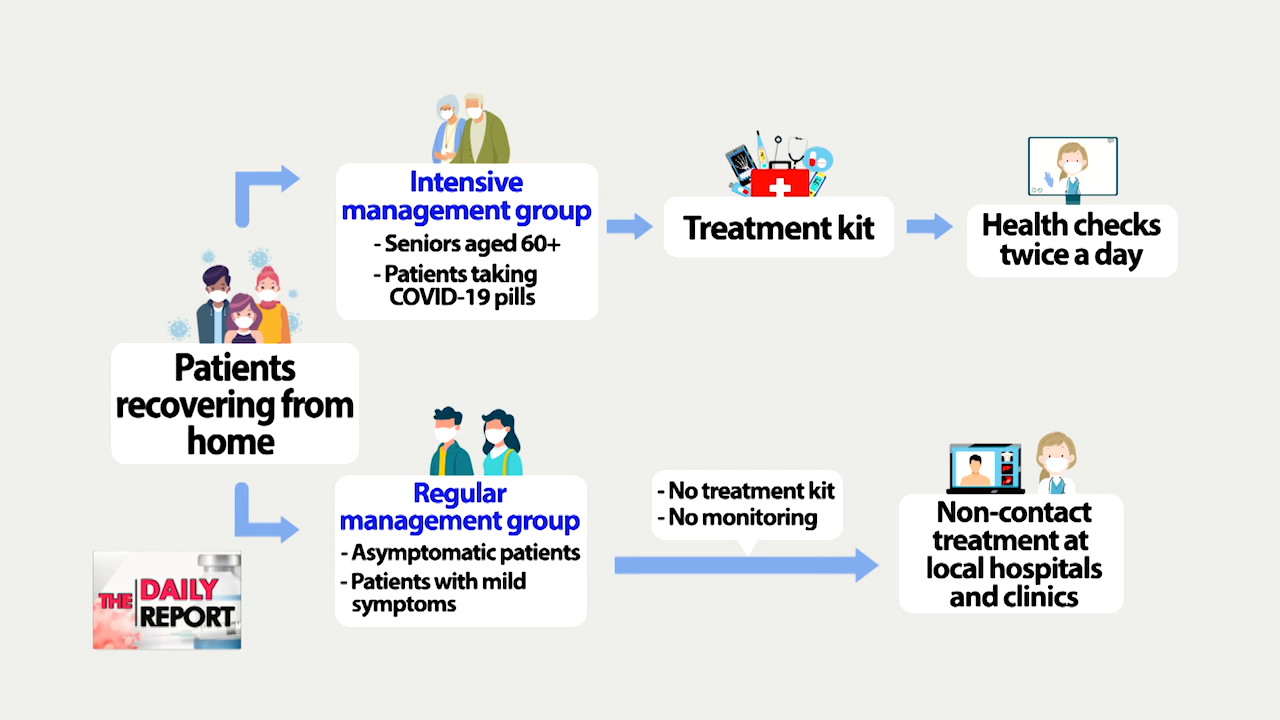 Patients
recovering from
home
Intensive
management group
- Seniors aged 60+
- Patients taking
COVID-19 pills
Treatment kit
Health checks
twice a day
Regular
management group
- Asymptomatic patients
- Patients with mild
symptoms
- No treatment kit
- No monitoring
Non-contact
treatment at
local hospitals
and clinics
THE DAILY
REPORT